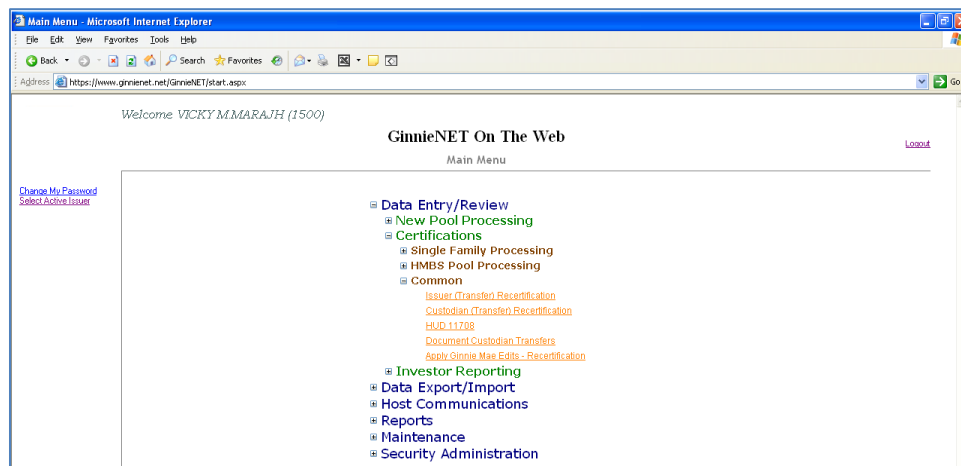 Main Menu - Microsoft Internet Explorer
File Edit View Favorites Tools Help
Back Search Favorites
Address https://www.ginnienet.net/GinnieNET/start.aspx Go
Welcome VICKY M.MARAJH (1500)
GinnieNET On The Web
Logout
Main Menu
Change My Password
Select Active Issuer
Data Entry/Review
New Pool Processing
Certifications
Single Family Processing
HMBS Pool Processing
Common
Issuer (Transfer) Recertification
Custodian (Transfer) Recertification
HUD 11708
Document Custodian Transfers
Apply Ginnie Mae Edits - Recertification
Investor Reporting
Data Export/Import
Host Communications
Reports
Maintenance
Security Administration